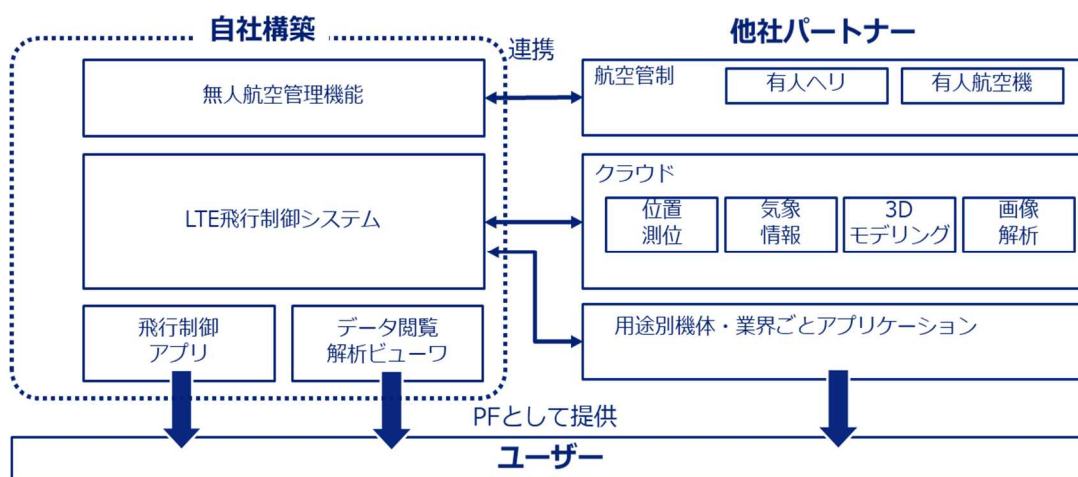 自社構築
連携
他社パートナー
無人航空管理機能
航空管制
有人ヘリ
有人航空機
LTE飛行制御システム
クラウド
位置
測位
気象
情報
3D
モデリング
画像
解析
飛行制御
アプリ
データ閲覧
解析ビューワ
用途別機体・業界ごとアプリケーション
PFとして提供
ユーザー